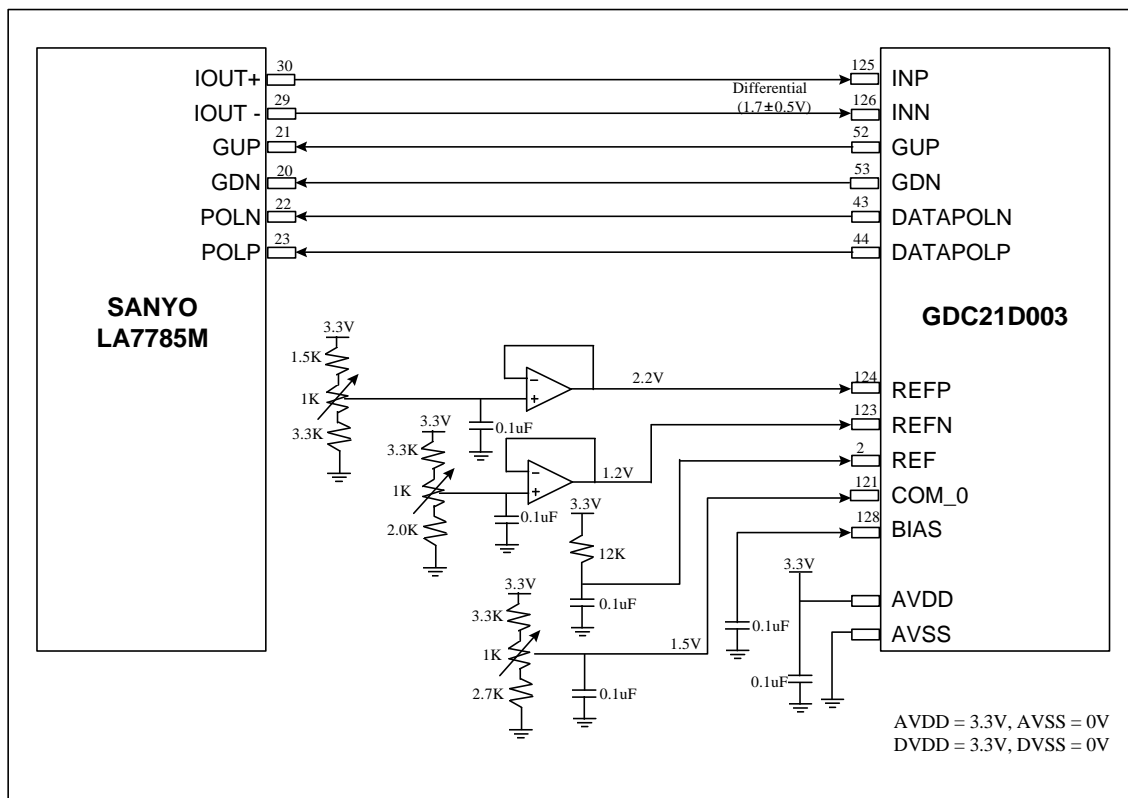 IOUT+
30
125
INP
Differential
(1.7±0.5V)
IOUT -
29
126
INN
GUP
21
52
GUP
GDN
20
53
GDN
POLN
22
43
DATAPOLN
POLP
23
44
DATAPOLP
SANYO
LA7785M
GDC21D003
3.3V
1.5K
1K
3.3K
0.1uF
2.2V
124
REFP
3.3V
1K
2.0K
0.1uF
3.3K
1.2V
123
REFN
2
REF
121
COM_0
128
BIAS
3.3V
12K
0.1uF
3.3V
3.3K
1K
2.7K
0.1uF
1.5V
0.1uF
3.3V
0.1uF
AVDD
AVSS
AVDD = 3.3V, AVSS = 0V
DVDD = 3.3V, DVSS = 0V